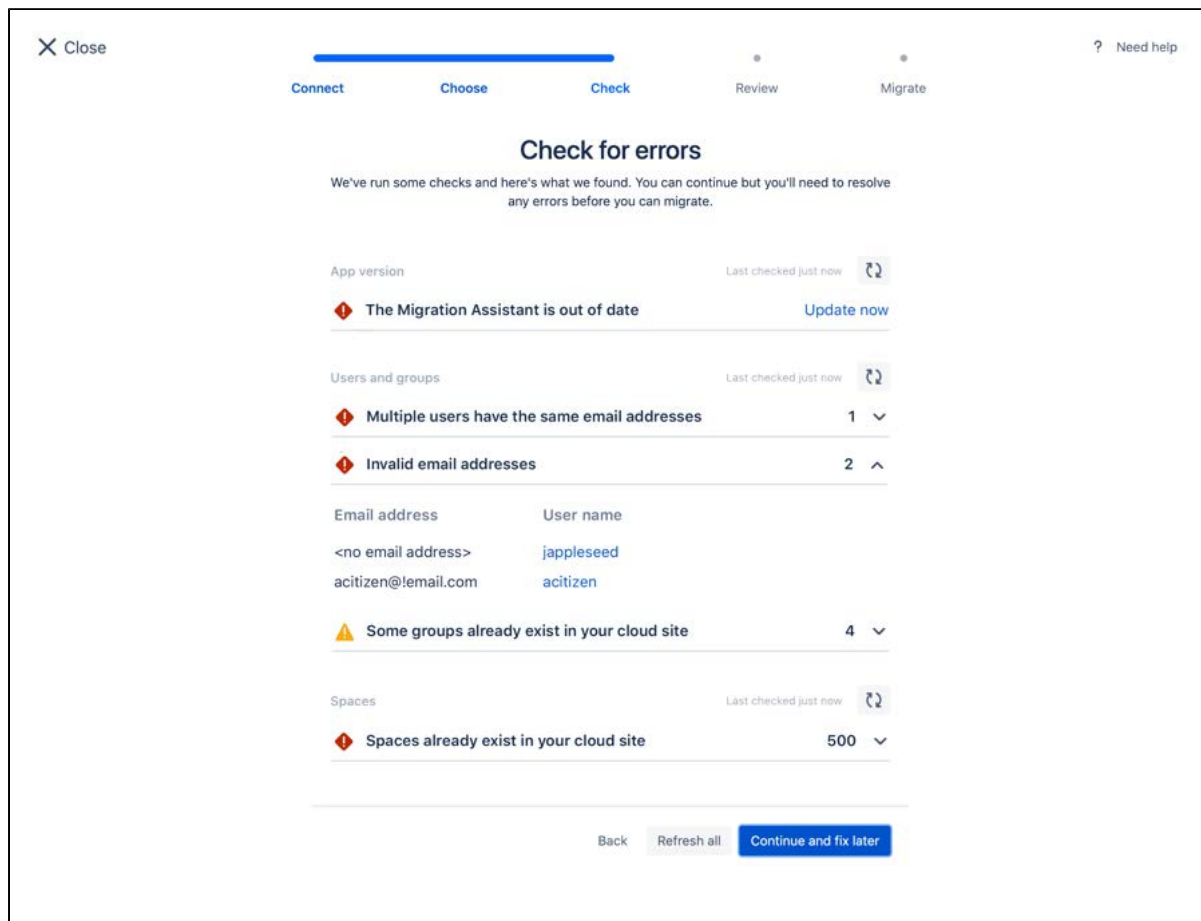 Close
? Need help
Connect
Choose
Check
Review
Migrate
Check for errors
We've run some checks and here's what we found. You can continue but you'll need to resolve
any errors before you can migrate.
App version
Last checked just now
The Migration Assistant is out of date
Update now
Users and groups
Last checked just now
Multiple users have the same email addresses
1
Invalid email addresses
2
Email address
User name
<no email address>
jappleseed
acitizen@!email.com
acitizen
Some groups already exist in your cloud site
4
Spaces
Last checked just now
Spaces already exist in your cloud site
500
Back
Refresh all
Continue and fix later